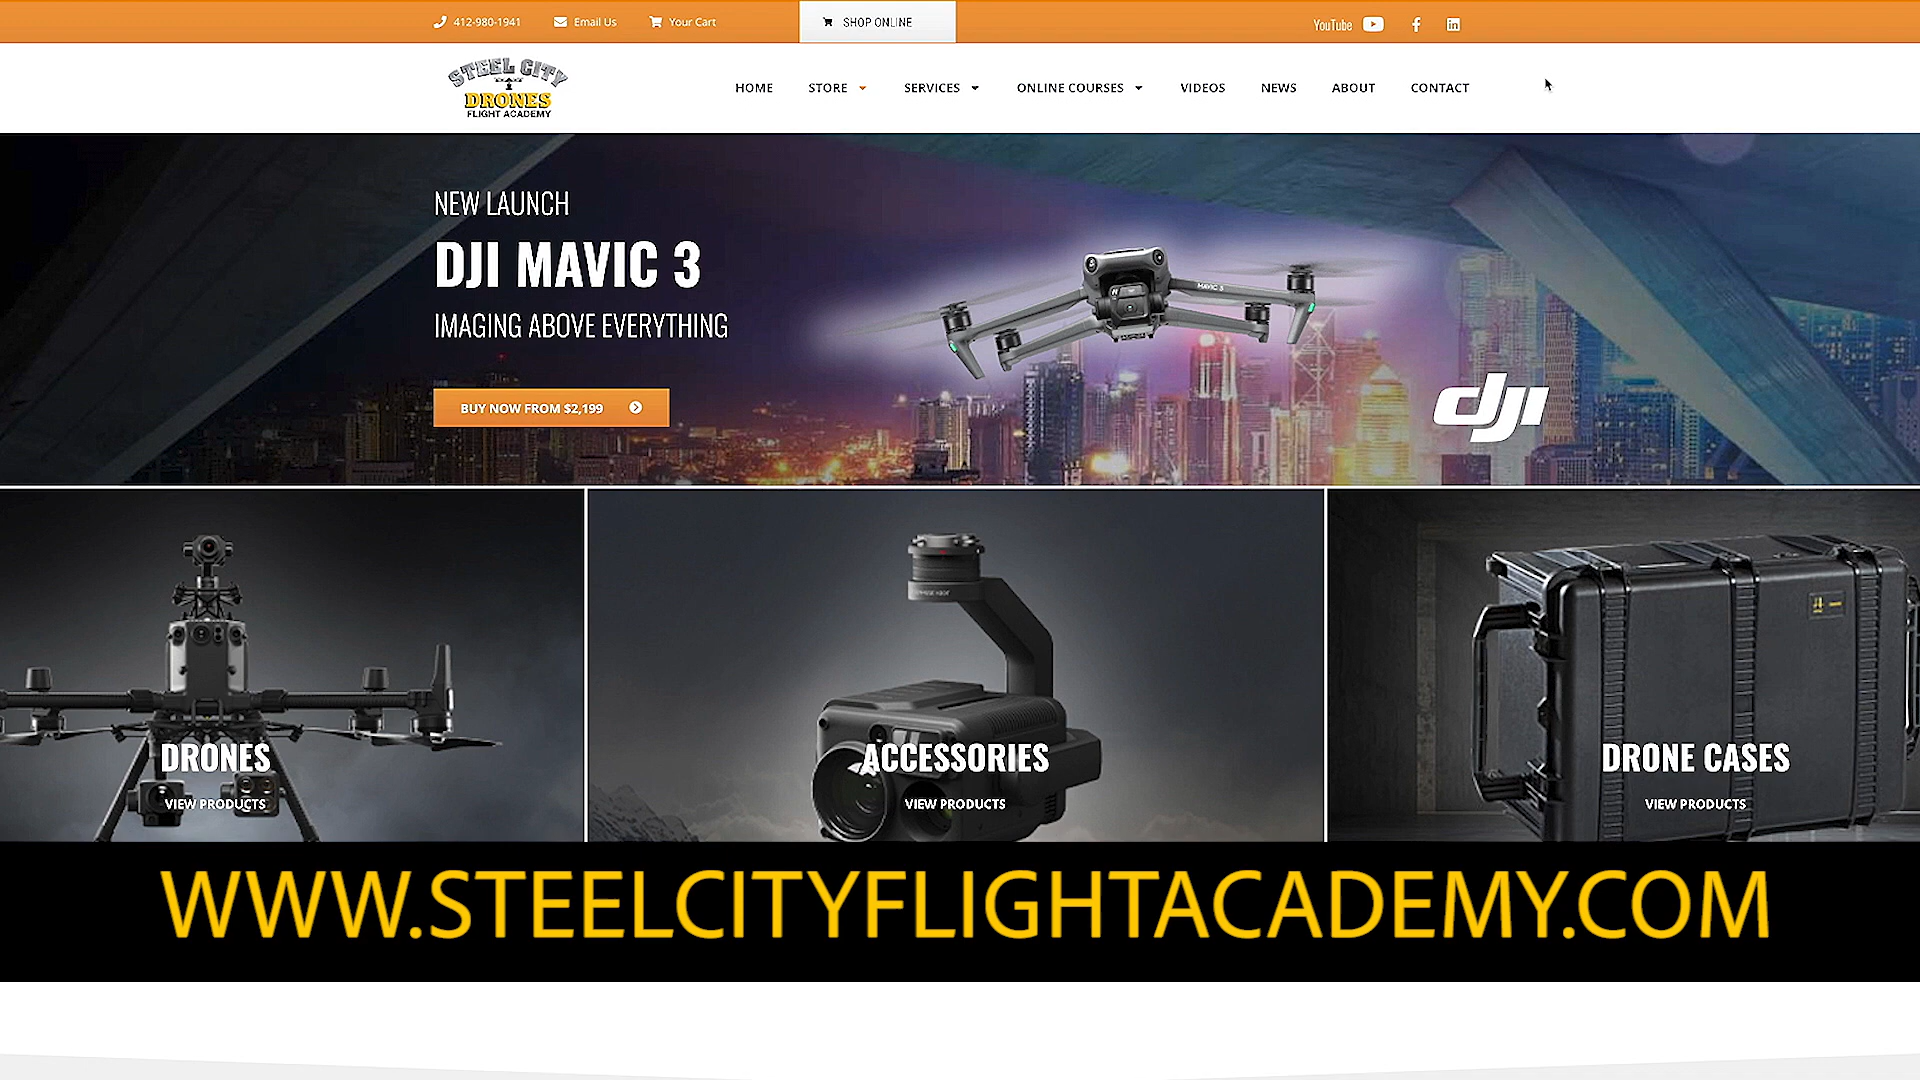 412-980-1941
Email Us
Your Cart
SHOP ONLINE
YouTube
STEEL CITY
DRONES
FLIGHT ACADEMY
HOME
STORE
SERVICES
ONLINE COURSES
VIDEOS
NEWS
ABOUT
CONTACT
NEW LAUNCH
DJI MAVIC 3
IMAGING ABOVE EVERYTHING
BUY NOW FROM $2,199
MAVIC 3
dji
DRONES
VIEW PRODUCTS
ACCESSORIES
VIEW PRODUCTS
DRONE CASES
VIEW PRODUCTS
WWW.STEELCITYFLIGHTACADEMY.COM